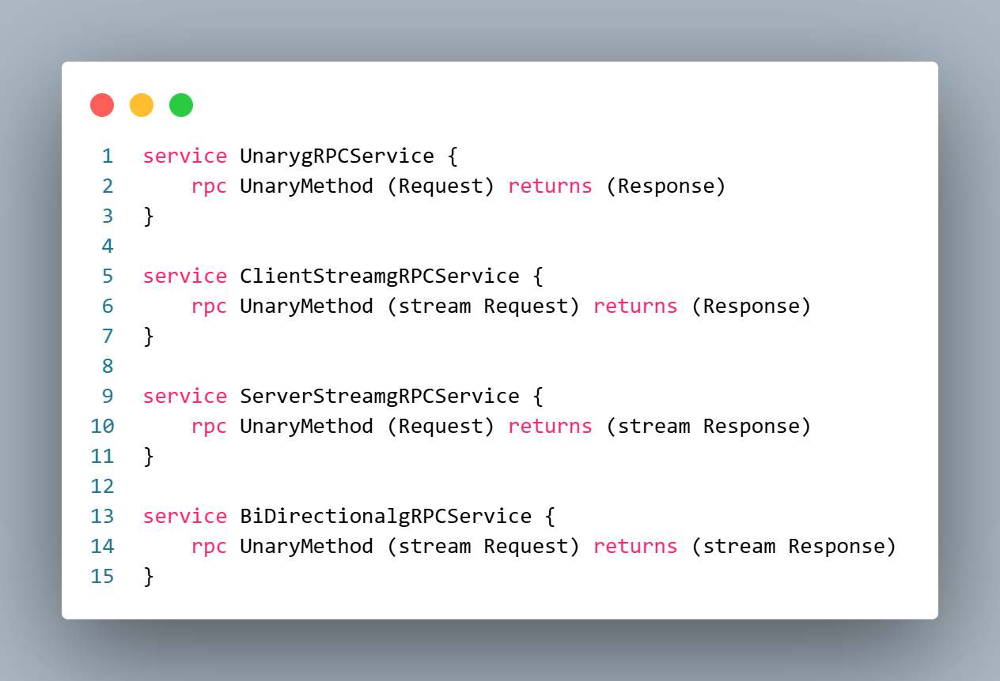 1 service UnarygRPCService {
2     rpc UnaryMethod (Request) returns (Response)
3 }
4
5 service ClientStreamgRPCService {
6     rpc UnaryMethod (stream Request) returns (Response)
7 }
8
9 service ServerStreamgRPCService {
10     rpc UnaryMethod (Request) returns (stream Response)
11 }
12
13 service BiDirectionalgRPCService {
14     rpc UnaryMethod (stream Request) returns (stream Response)
15 }